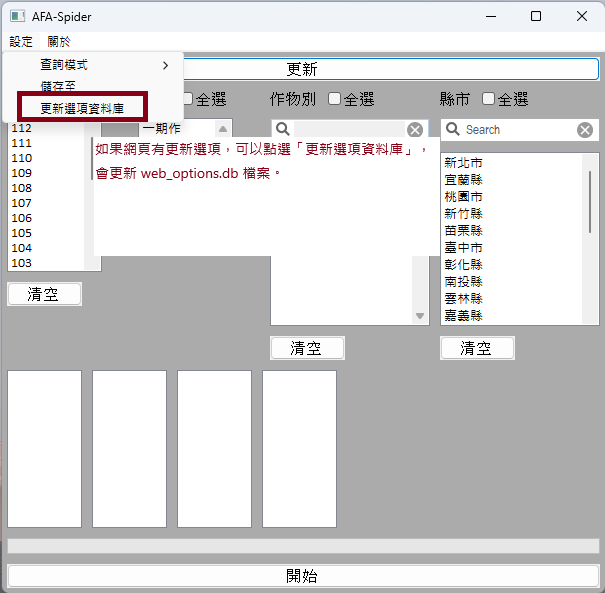 AFA-Spider
設定 關於
查詢模式
儲存至
更新選項資料庫
更新
全選
作物別 全選
縣市 全選
112
111
110
109
108
107
106
105
104
103
一期作
如果網頁有更新選項，可以點選「更新選項資料庫」，
會更新 web_options.db 檔案。
Search
新北市
宜蘭縣
桃園市
新竹縣
苗栗縣
臺中市
彰化縣
南投縣
雲林縣
嘉義縣
清空
清空
清空
開始